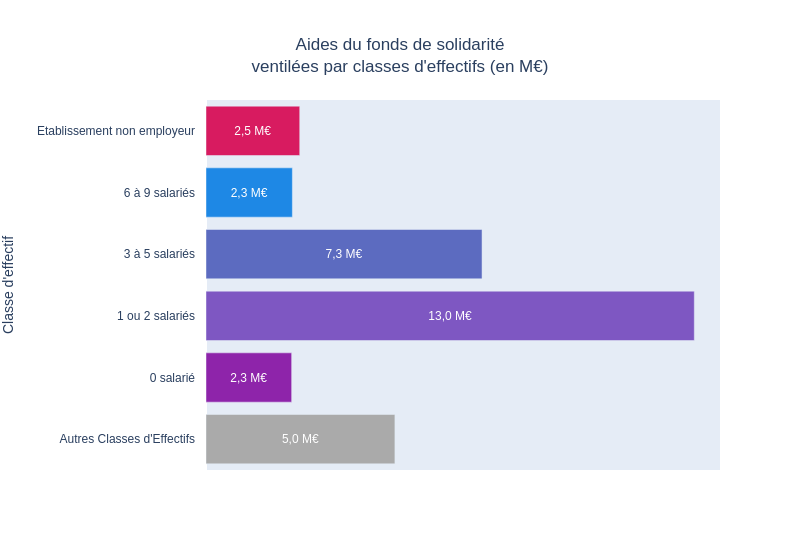 Aides du fonds de solidarité
ventilées par classes d'effectifs (en M€)
Classe d'effectif
Etablissement non employeur
2,5 M€
6 à 9 salariés
2,3 M€
3 à 5 salariés
7,3 M€
1 ou 2 salariés
13,0 M€
0 salarié
2,3 M€
Autres Classes d'Effectifs
5,0 M€